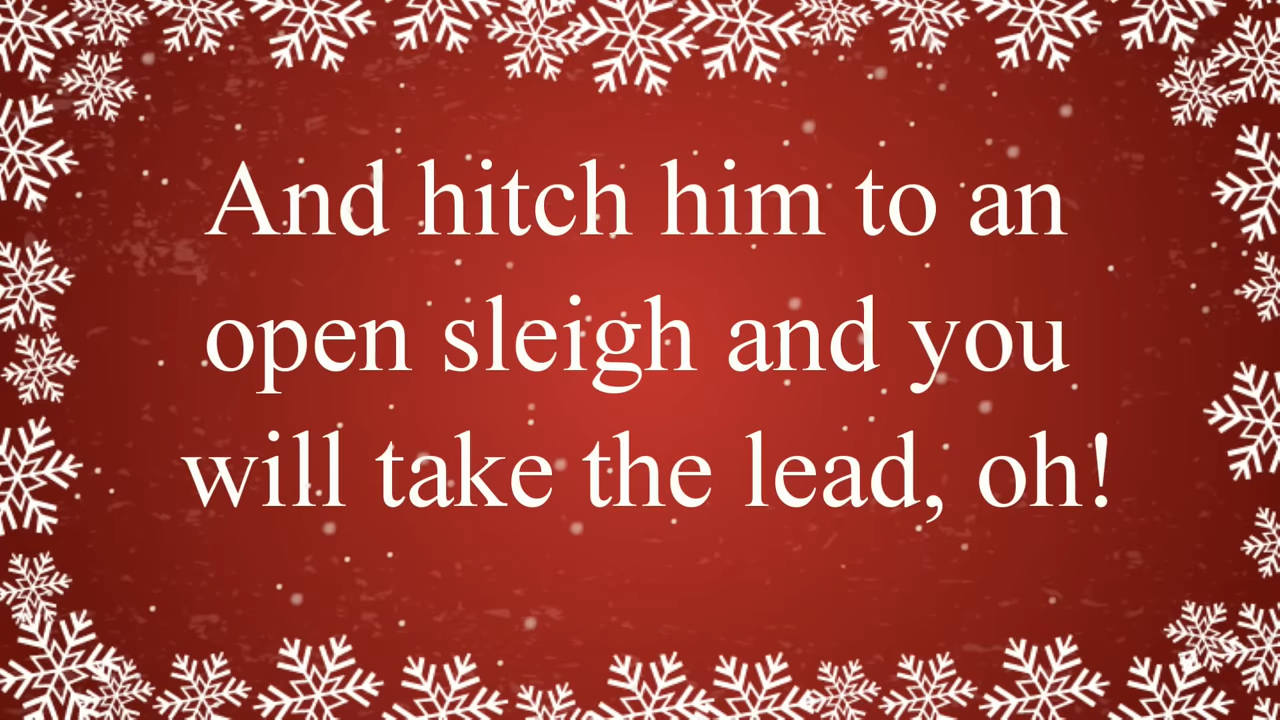 And hitch him to an
open sleigh and you
will take the lead, oh!